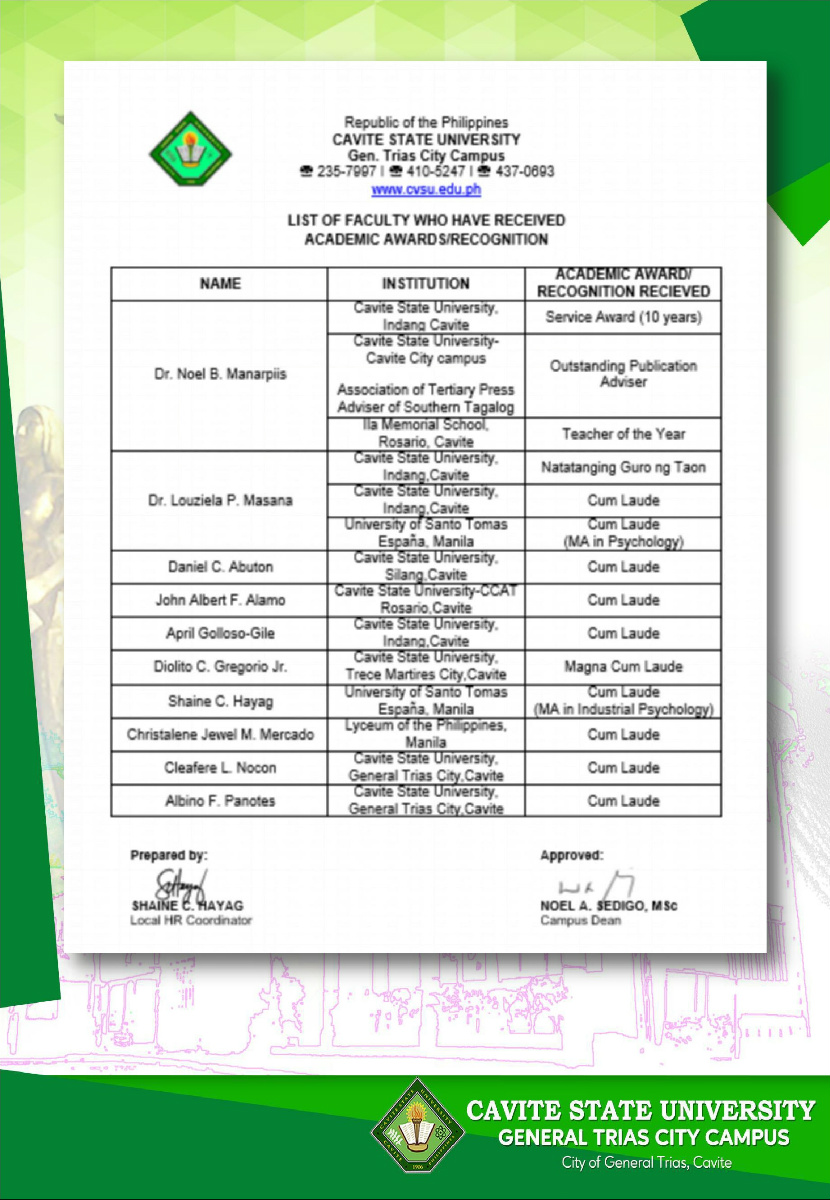 Republic of the Philippines
CAVITE STATE UNIVERSITY
Gen. Trias City Campus
☎ 235-7997 I ☎ 410-5247 I ☎ 437-0693
www.cvsu.edu.ph
LIST OF FACULTY WHO HAVE RECEIVED
ACADEMIC AWARDS/RECOGNITION
NAME
INSTITUTION
ACADEMIC AWARD/
RECOGNITION RECIEVED
Dr. Noel B. Manarpiis
Cavite State University,
Indang Cavite
Service Award (10 years)
Cavite State University-
Cavite City campus
Association of Tertiary Press
Adviser of Southern Tagalog
Outstanding Publication
Adviser
Ila Memorial School,
Rosario, Cavite
Teacher of the Year
Dr. Louziela P. Masana
Cavite State University,
Indang,Cavite
Natatanging Guro ng Taon
Cavite State University,
Indang,Cavite
Cum Laude
University of Santo Tomas
España, Manila
Cum Laude
(MA in Psychology)
Daniel C. Abuton
Cavite State University,
Silang,Cavite
Cum Laude
John Albert F. Alamo
Cavite State University-CCAT
Rosario,Cavite
Cum Laude
April Golloso-Gile
Cavite State University,
Indang,Cavite
Cum Laude
Diolito C. Gregorio Jr.
Cavite State University,
Trece Martires City,Cavite
Magna Cum Laude
Shaine C. Hayag
University of Santo Tomas
España, Manila
Cum Laude
(MA in Industrial Psychology)
Christalene Jewel M. Mercado
Lyceum of the Philippines,
Manila
Cum Laude
Cleafere L. Nocon
Cavite State University,
General Trias City,Cavite
Cum Laude
Albino F. Panotes
Cavite State University,
General Trias City,Cavite
Cum Laude
Prepared by:
SHAINE C. HAYAG
Local HR Coordinator
Approved:
NOEL A. SEDIGO, MSc
Campus Dean
CAVITE STATE UNIVERSITY
GENERAL TRIAS CITY CAMPUS
City of General Trias, Cavite